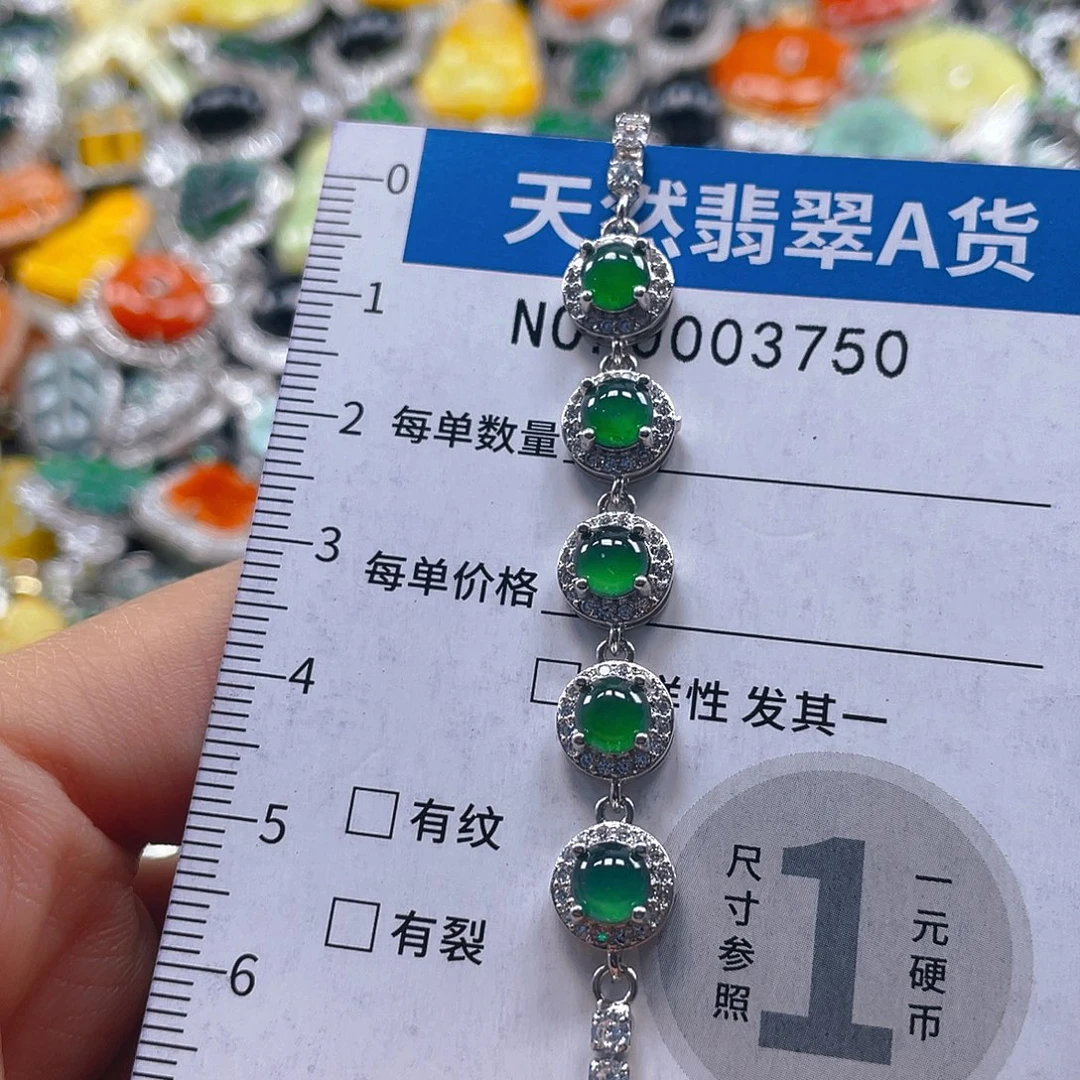 0
天然翡翠A货
1
NO. 0003750
2
每单数量
3
每单价格
4
样性 发其一
5
有纹
尺寸参照
1
一元硬币
有裂
6